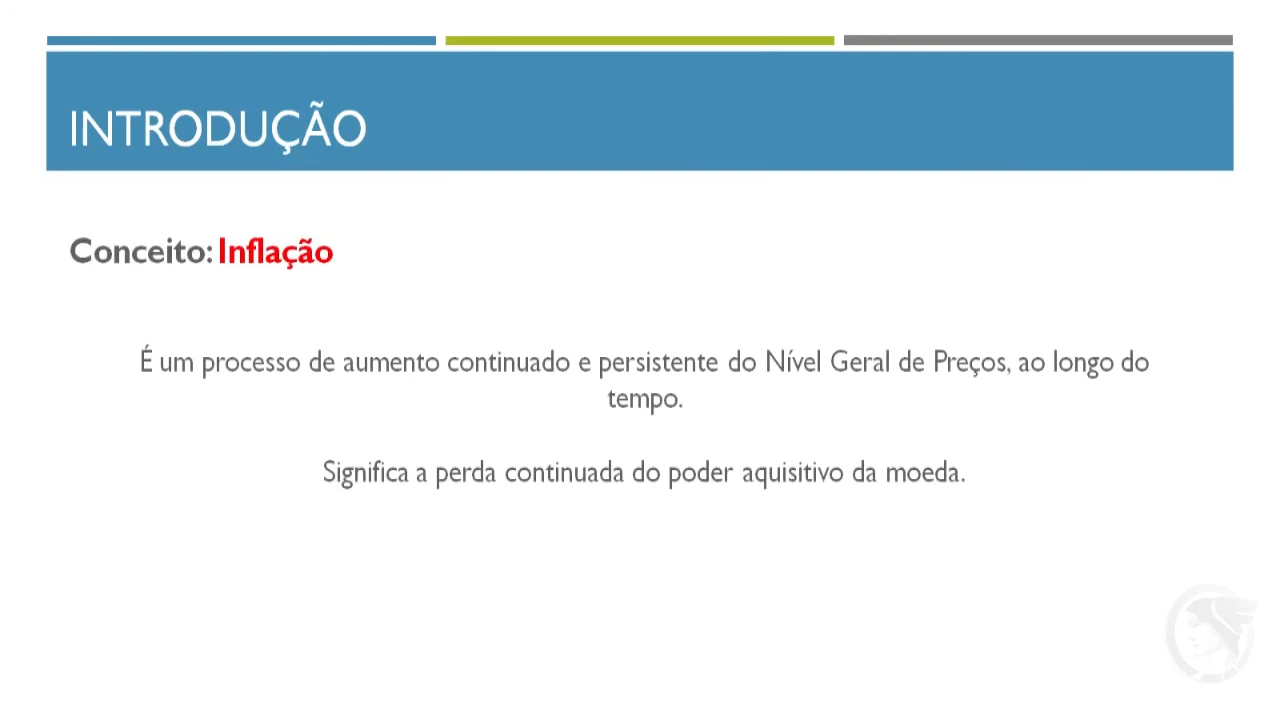 INTRODUÇÃO
Conceito: Inflação
É um processo de aumento continuado e persistente do Nível Geral de Preços, ao longo do
tempo.
Significa a perda continuada do poder aquisitivo da moeda.